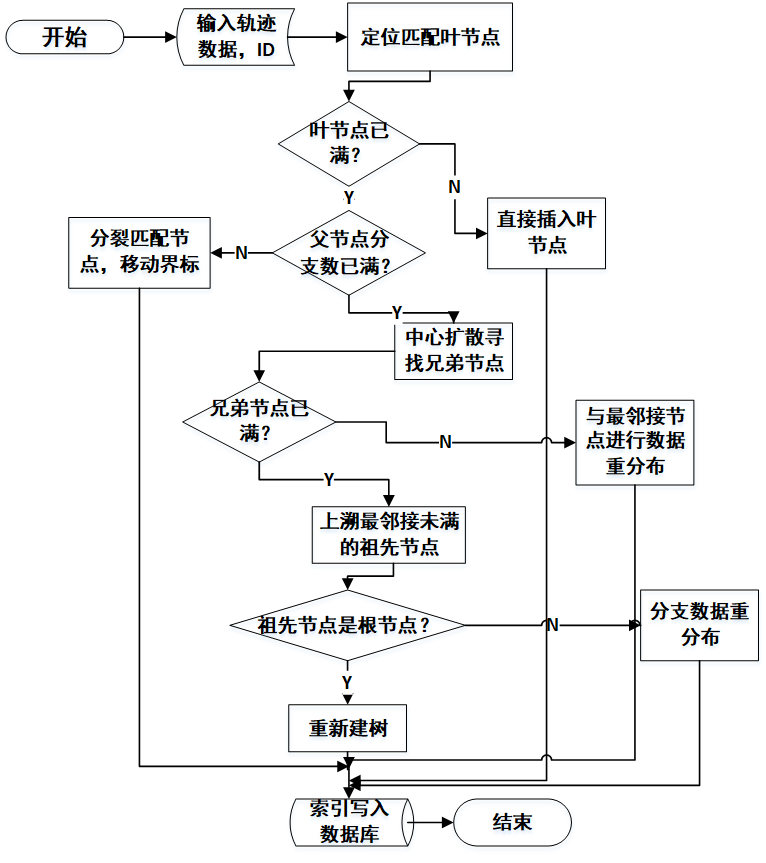 开始
输入轨迹
数据，ID
定位匹配叶节点
叶节点已
满？
N
Y
直接插入叶
节点
分裂匹配节
点，移动界标
N
父节点分
支数已满？
Y
中心扩散寻
找兄弟节点
兄弟节点已
满？
N
与最邻接节
点进行数据
重分布
Y
上溯最邻接未满
的祖先节点
祖先节点是根节点？
N
分支数据重
分布
Y
重新建树
索引写入
数据库
结束